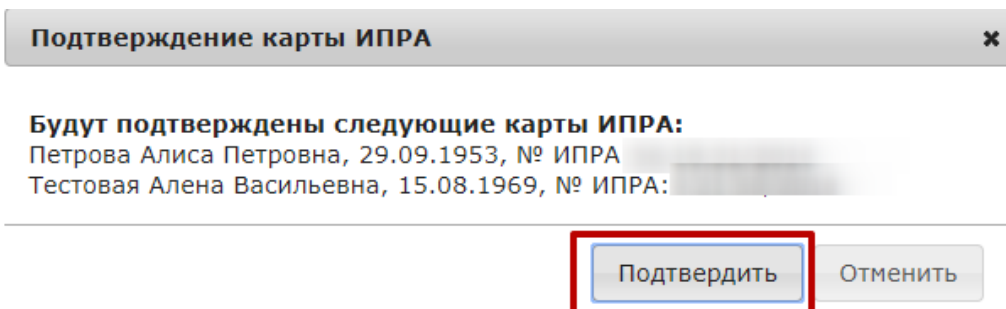 Подтверждение карты ИПРА
Будут подтверждены следующие карты ИПРА:
Петрова Алиса Петровна, 29.09.1953, № ИПРА
Тестовая Алена Васильевна, 15.08.1969, № ИПРА:
Подтвердить Отменить